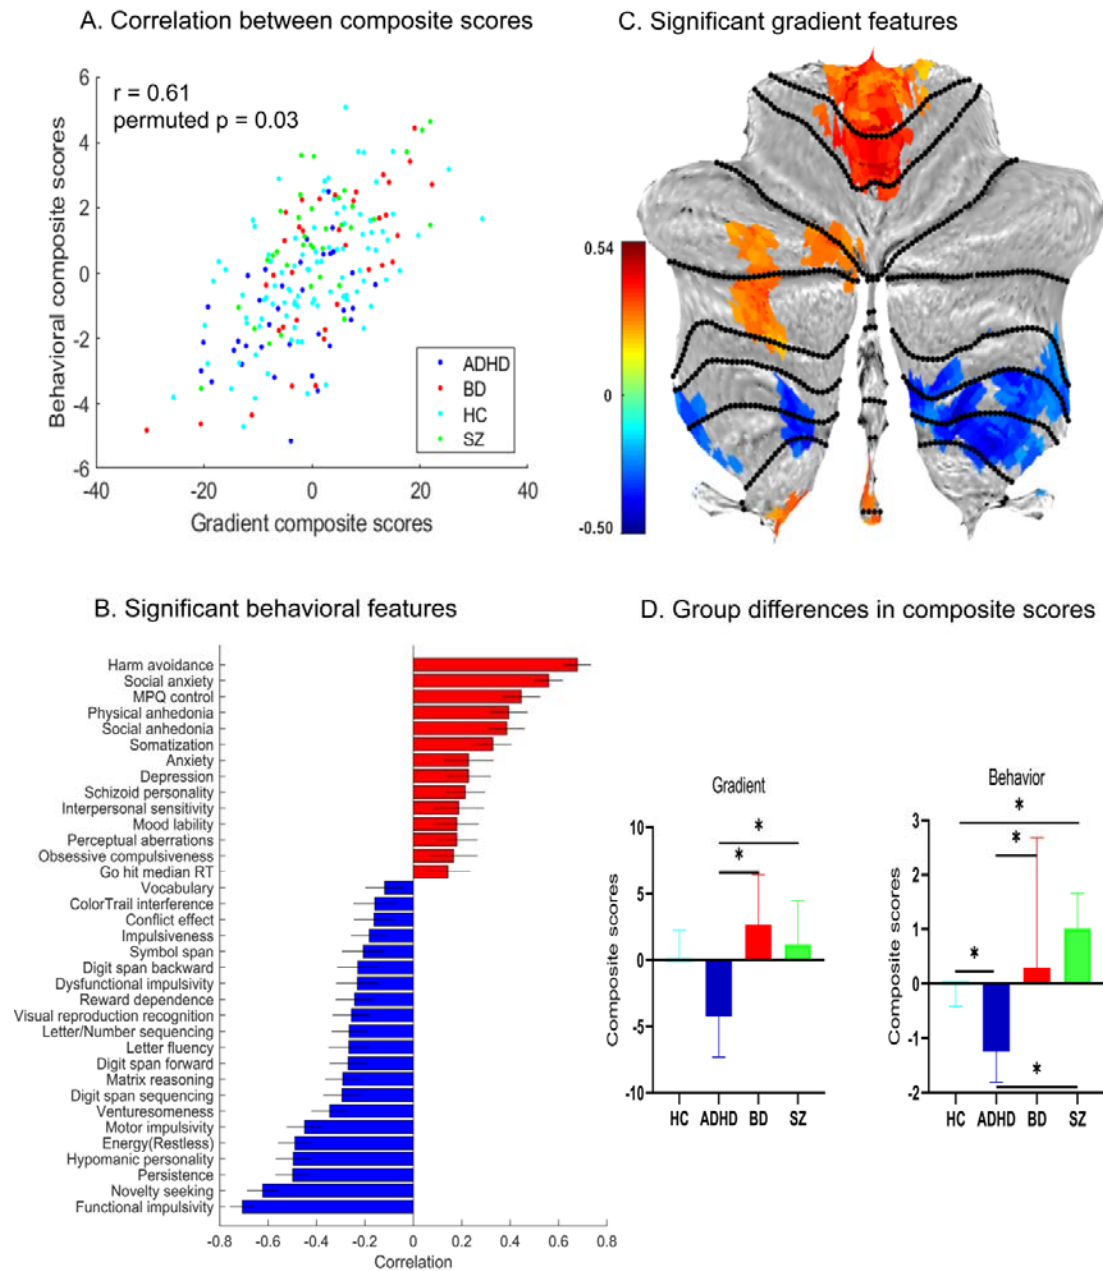 A. Correlation between composite scores
r = 0.61
permuted p = 0.03
Behavioral composite scores
6
4
2
0
-2
-4
-6
-40
-20
0
20
40
Gradient composite scores
ADHD
BD
HC
SZ
C. Significant gradient features
0.54
0
-0.50
B. Significant behavioral features
Harm avoidance
Social anxiety
MPQ control
Physical anhedonia
Social anhedonia
Somatization
Anxiety
Depression
Schizoid personality
Interpersonal sensitivity
Mood lability
Perceptual aberrations
Obsessive compulsiveness
Go hit median RT
Vocabulary
ColorTrail interference
Conflict effect
Impulsiveness
Symbol span
Digit span backward
Dysfunctional impulsivity
Reward dependence
Visual reproduction recognition
Letter/Number sequencing
Letter fluency
Digit span forward
Matrix reasoning
Digit span sequencing
Venturesomeness
Motor impulsivity
Energy(Restless)
Hypomanic personality
Persistence
Novelty seeking
Functional impulsivity
-0.8
-0.6
-0.4
-0.2
0
0.2
0.4
0.6
0.8
Correlation
D. Group differences in composite scores
Gradient
Composite scores
10
5
0
-5
-10
*
*
HC
ADHD
BD
SZ
Behavior
Composite scores
3
2
1
0
-1
-2
*
*
*
*
HC
ADHD
BD
SZ